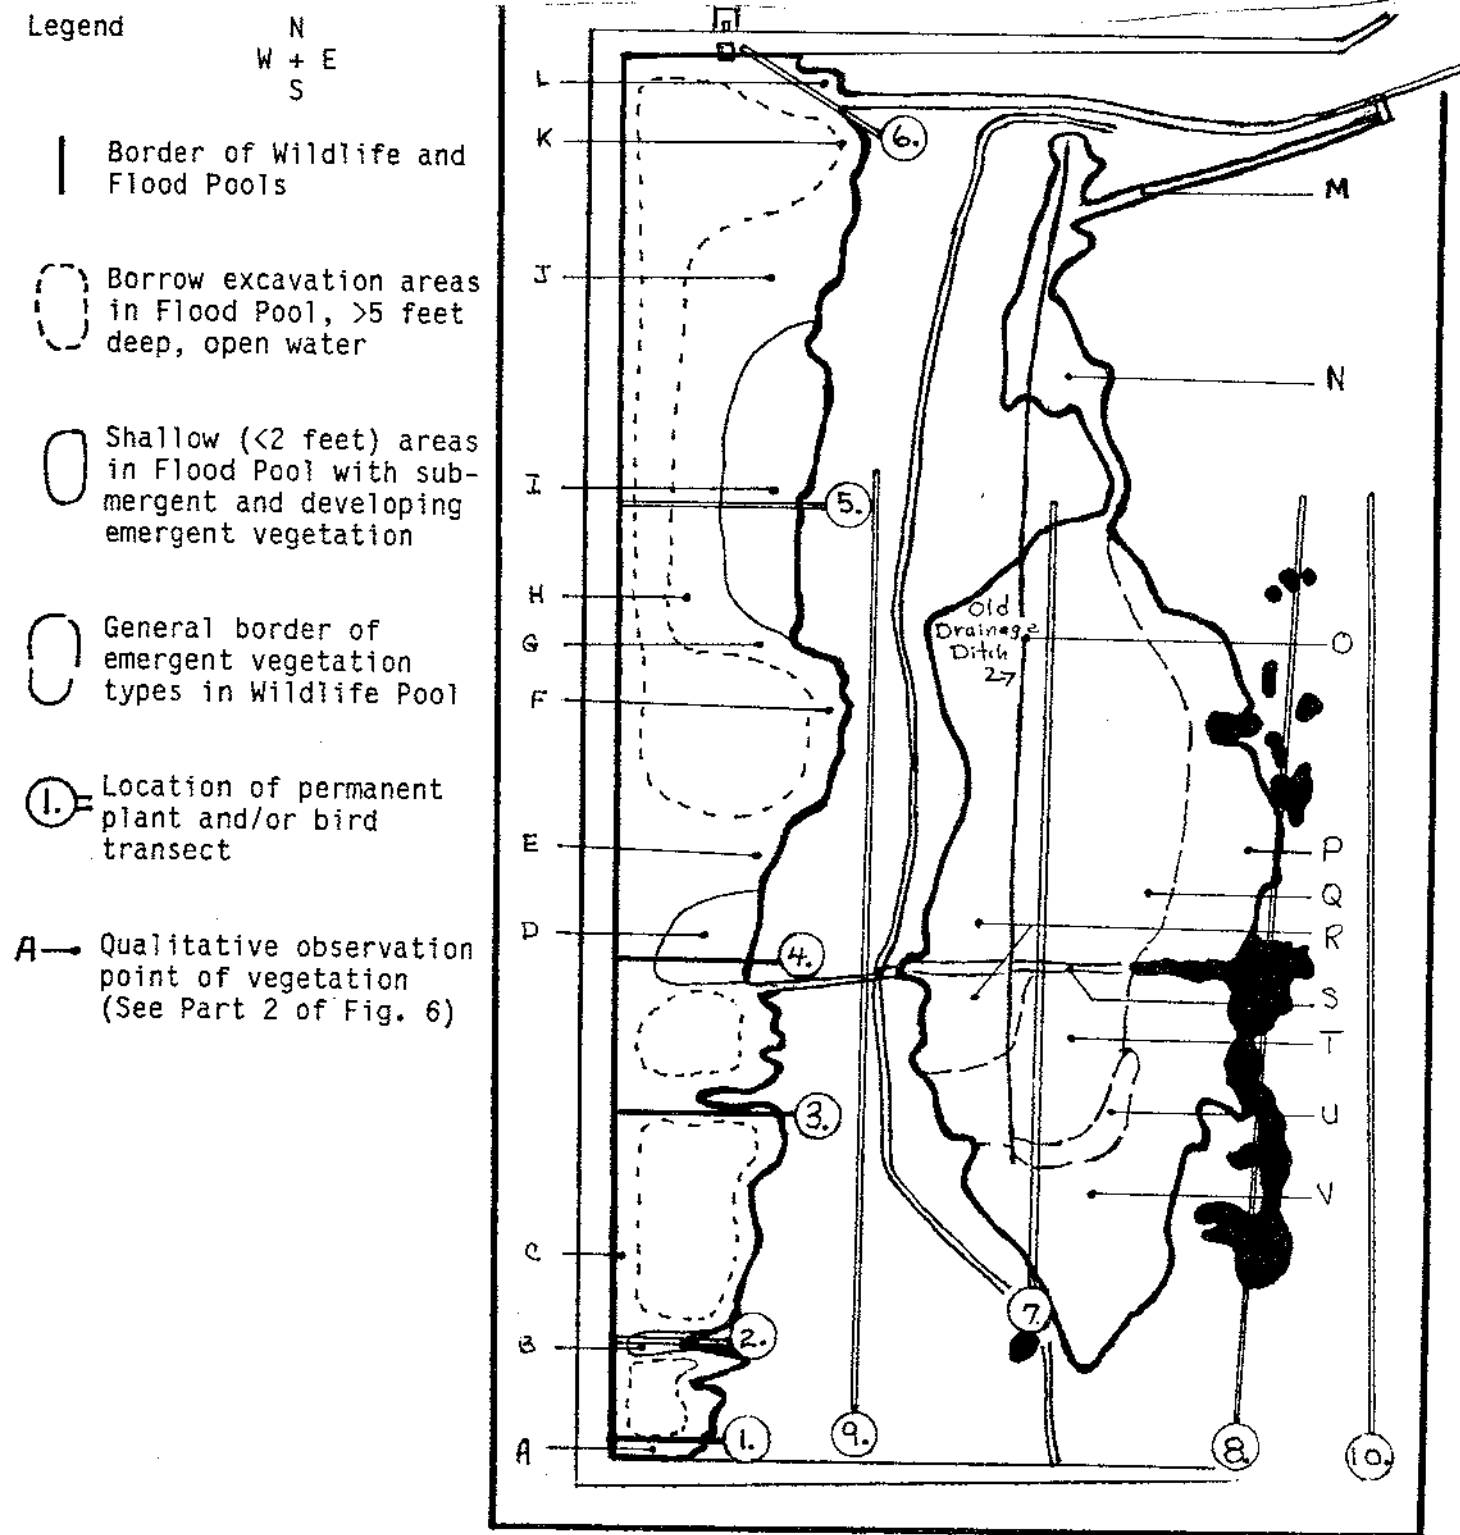 Legend
N
W + E
S
Border of Wildlife and
Flood Pools
Borrow excavation areas
in Flood Pool, >5 feet
deep, open water
Shallow (<2 feet) areas
in Flood Pool with sub-
mergent and developing
emergent vegetation
General border of
emergent vegetation
types in Wildlife Pool
1.
Location of permanent
plant and/or bird
transect
A
Qualitative observation
point of vegetation
(See Part 2 of Fig. 6)
L
K
J
I
H
G
F
E
D
C
B
A
6.
5.
4.
3.
2.
1.
9.
7.
8.
10.
Old
Drainage
Ditch
2→
M
N
O
P
Q
R
S
T
U
V